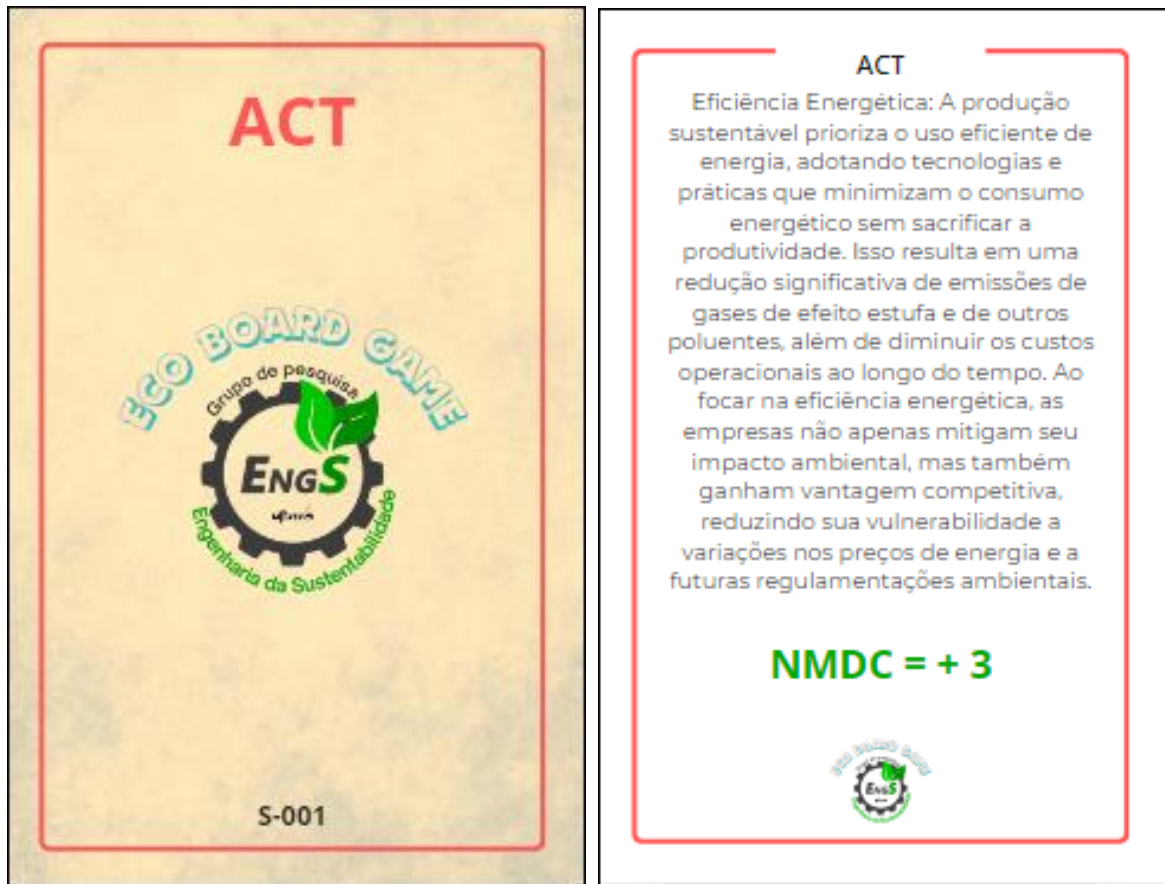 ACT
ECO BOARD GAME
Grupo de pesquisa
ENGS
Engenharia da Sustentabilidade
S-001
ACT
Eficiência Energética: A produção
sustentável prioriza o uso eficiente de
energia, adotando tecnologias e
práticas que minimizam o consumo
energético sem sacrificar a
produtividade. Isso resulta em uma
redução significativa de emissões de
gases de efeito estufa e de outros
poluentes, além de diminuir os custos
operacionais ao longo do tempo. Ao
focar na eficiência energética, as
empresas não apenas mitigam seu
impacto ambiental, mas também
ganham vantagem competitiva,
reduzindo sua vulnerabilidade a
variações nos preços de energia e a
futuras regulamentações ambientais.
NMDC = + 3
ECO BOARD GAME
ENGS